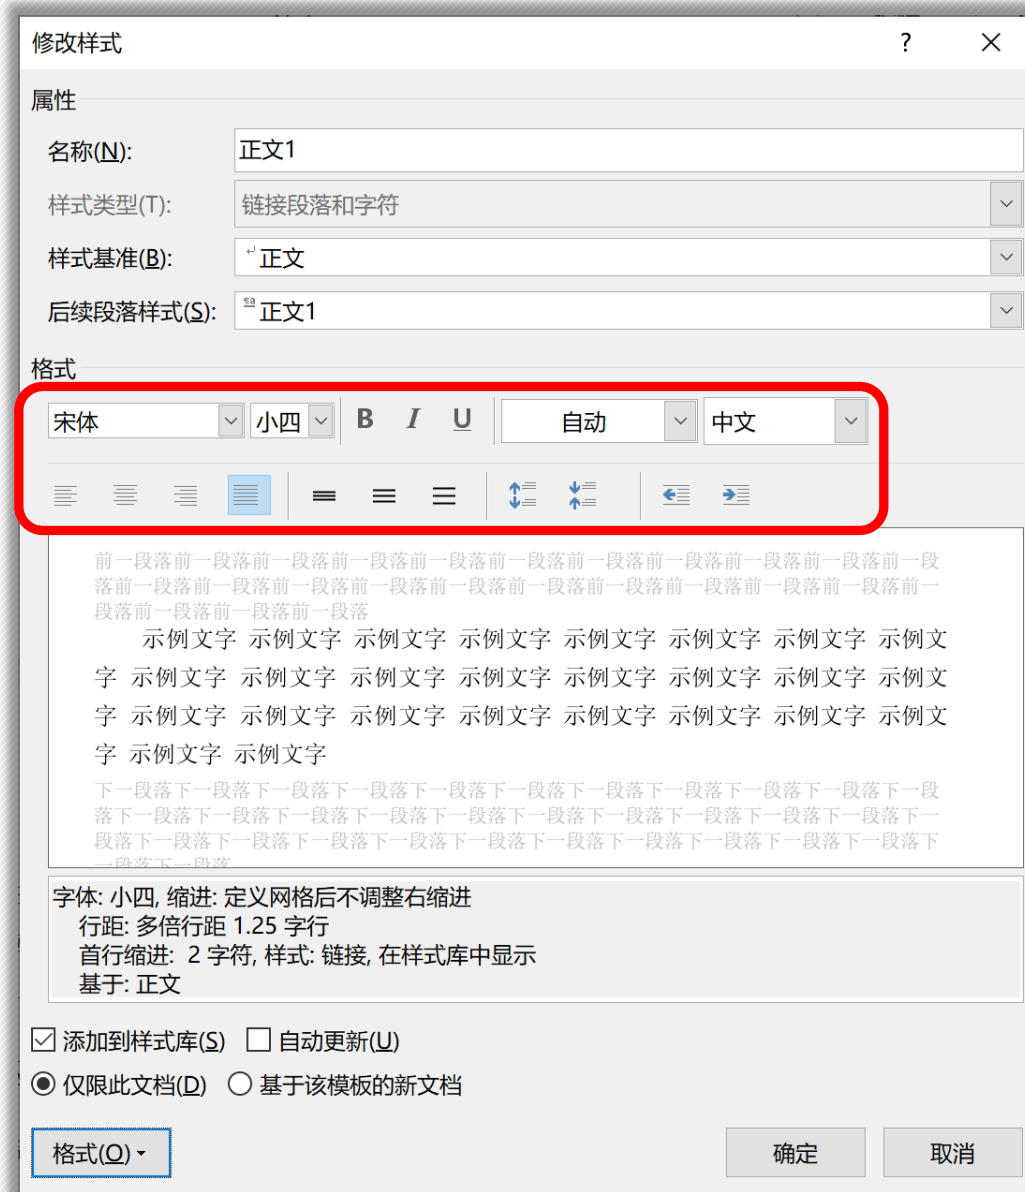 修改样式 ?
属性
名称(N): 正文1
样式类型(T): 链接段落和字符
样式基准(B): 正文
后续段落样式(S): 正文1
格式
宋体 小四 B I U 自动 中文
前一段落前一段落前一段落前一段落前一段落前一段落前一段落前一段落前一段落前一段落前一段
落前一段落前一段落前一段落前一段落前一段落前一段落前一段落前一段落前一段落前一段落前一
段落前一段落前一段落前一段落
示例文字 示例文字 示例文字 示例文字 示例文字 示例文字 示例文字 示例文
字 示例文字 示例文字 示例文字 示例文字 示例文字 示例文字 示例文字 示例文
字 示例文字 示例文字 示例文字 示例文字 示例文字 示例文字 示例文字 示例文
字 示例文字 示例文字
下一段落下一段落下一段落下一段落下一段落下一段落下一段落下一段落下一段落下一段落下一段
落下一段落下一段落下一段落下一段落下一段落下一段落下一段落下一段落下一段落下一段落下一
段落下一段落下一段落下一段落下一段落下一段落下一段落下一段落下一段落下一段落下一段落下
一段落下一段落
字体: 小四, 缩进: 定义网格后不调整右缩进
行距: 多倍行距 1.25 字行
首行缩进: 2 字符, 样式: 链接, 在样式库中显示
基于: 正文
添加到样式库(S) 自动更新(U)
仅限此文档(D) 基于该模板的新文档
格式(O) 确定 取消